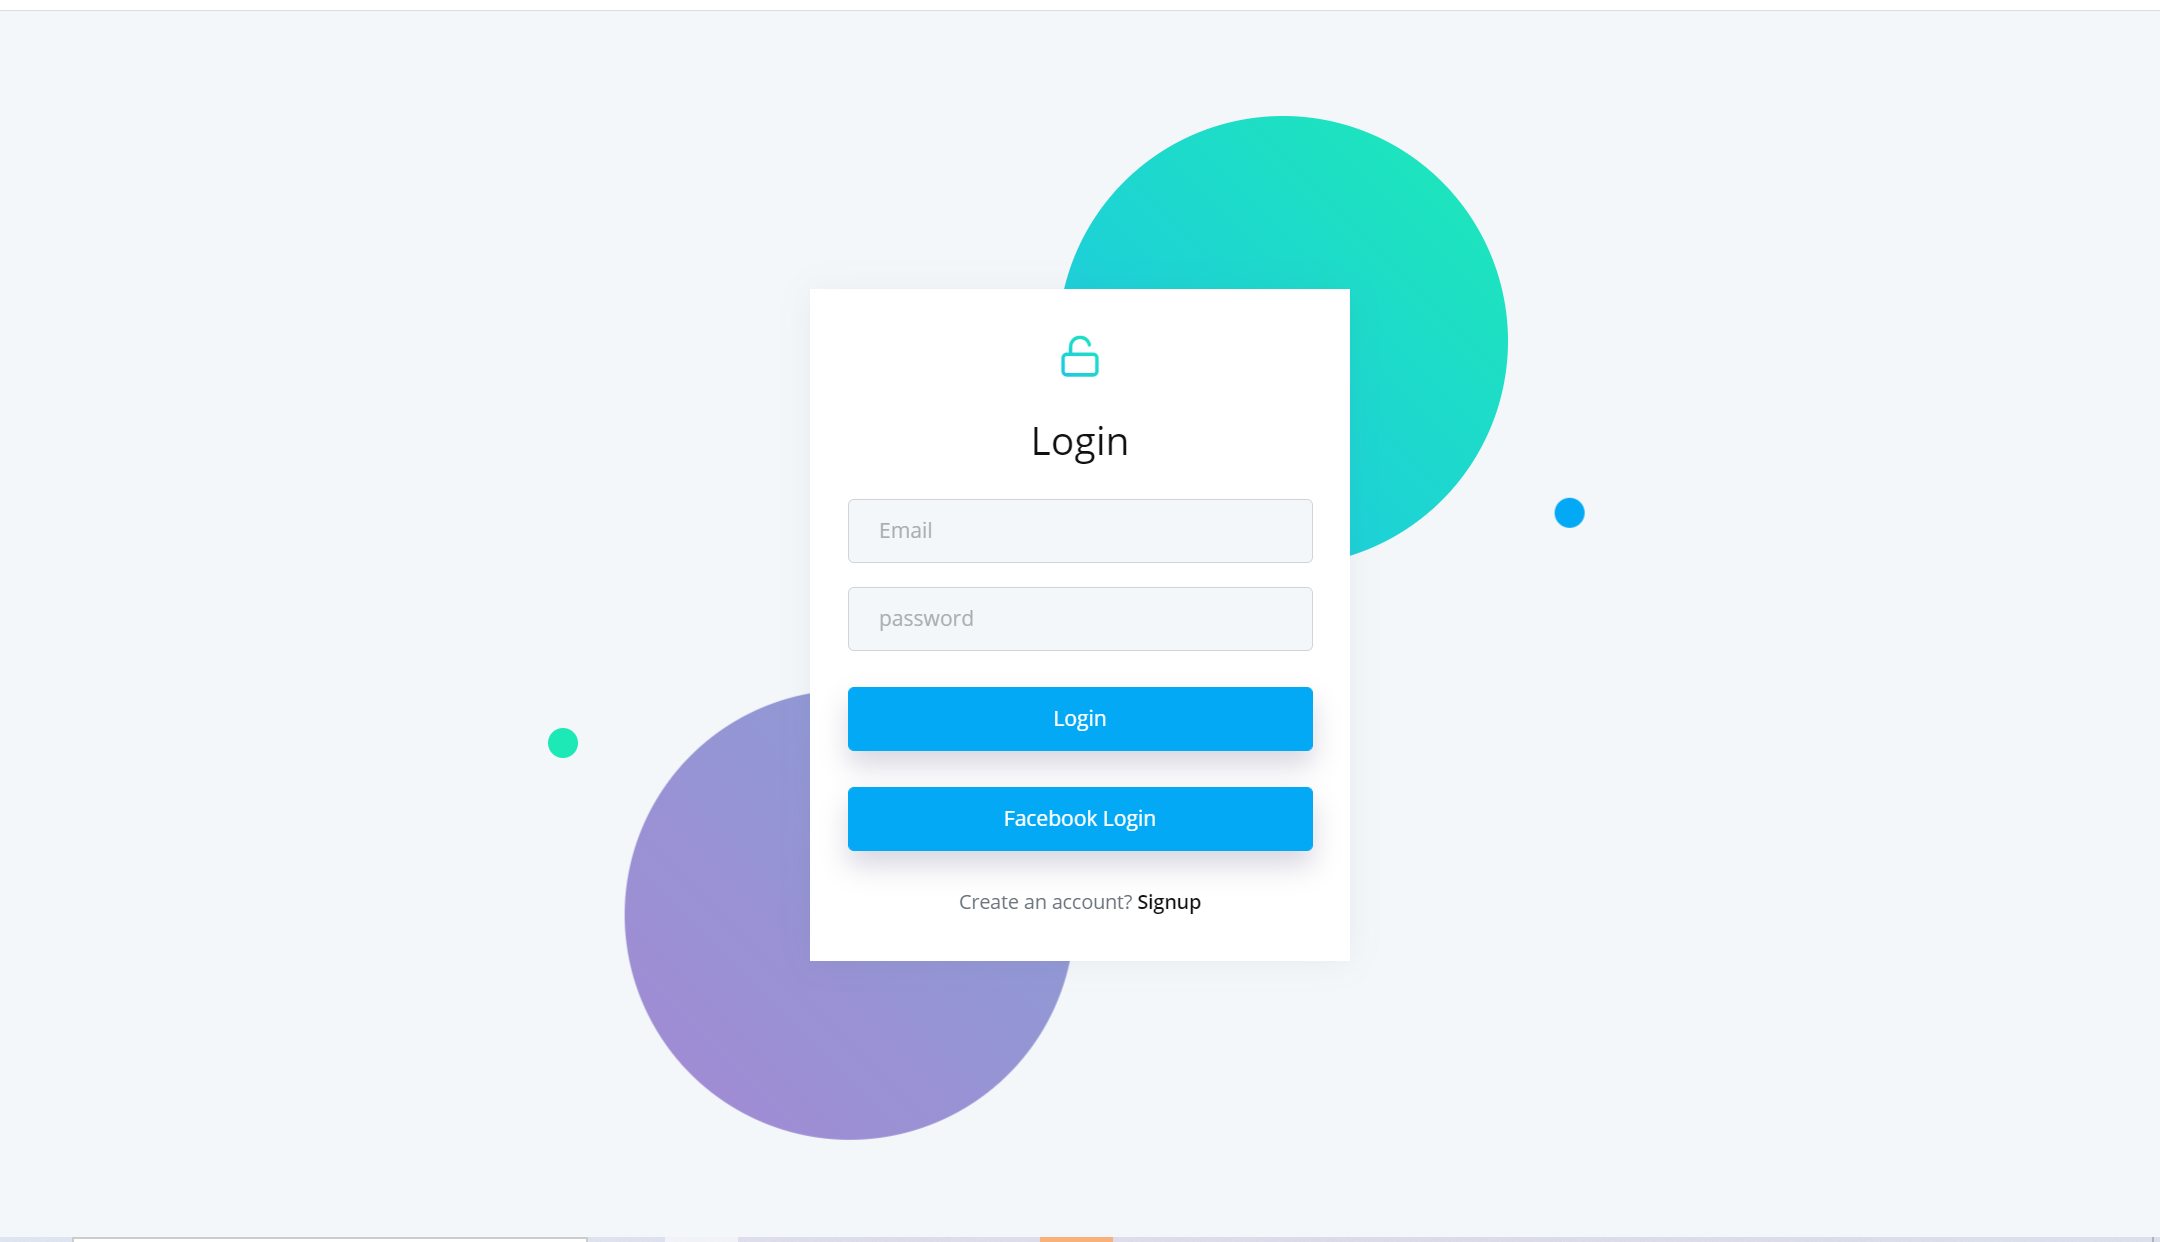 Login
Email
password
Login
Facebook Login
Create an account? Signup